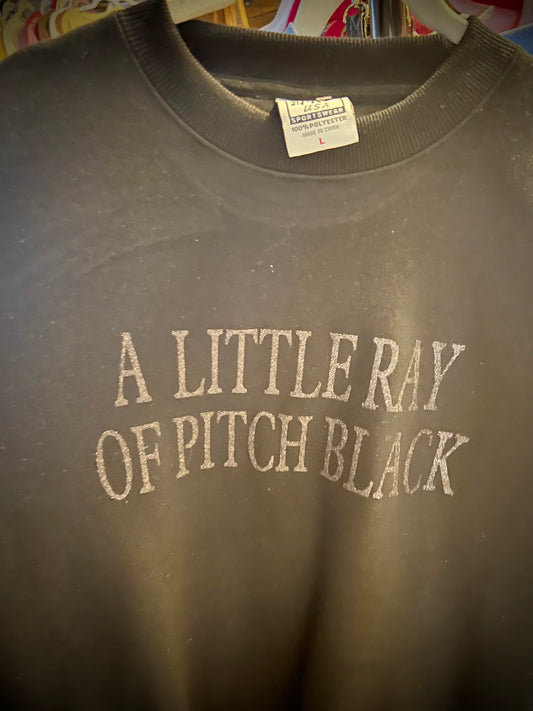 USA
SPORTSWEAR
100% POLYESTER
MADE IN CHINA
L
A LITTLE RAY
OF PITCH BLACK